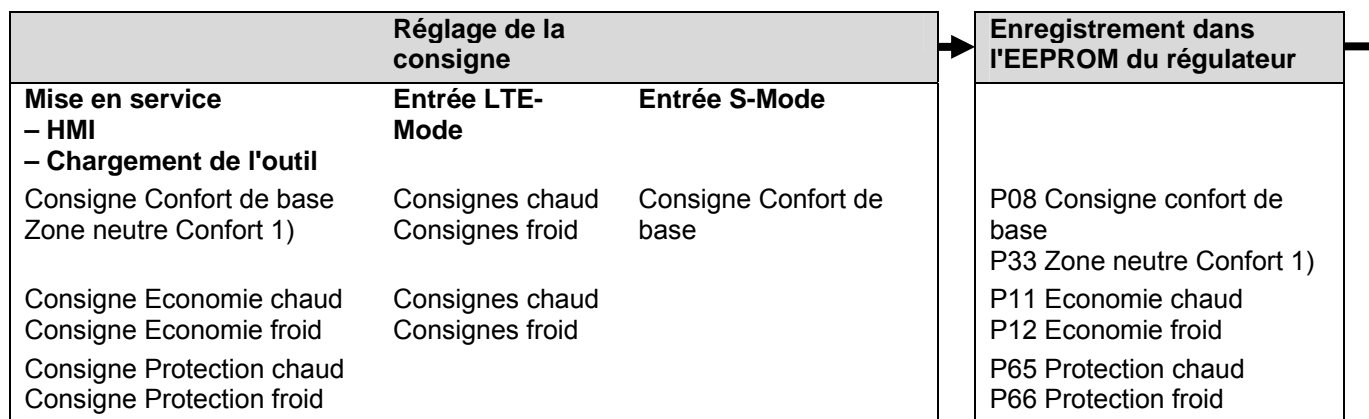 Réglage de la
consigne
Enregistrement dans
l'EEPROM du régulateur
Mise en service
– HMI
– Chargement de l'outil
Entrée LTE-
Mode
Entrée S-Mode
Consigne Confort de base
Zone neutre Confort 1)
Consignes chaud
Consignes froid
Consigne Confort de
base
P08 Consigne confort de
base
P33 Zone neutre Confort 1)
Consigne Economie chaud
Consigne Economie froid
Consignes chaud
Consignes froid
P11 Economie chaud
P12 Economie froid
Consigne Protection chaud
Consigne Protection froid
P65 Protection chaud
P66 Protection froid